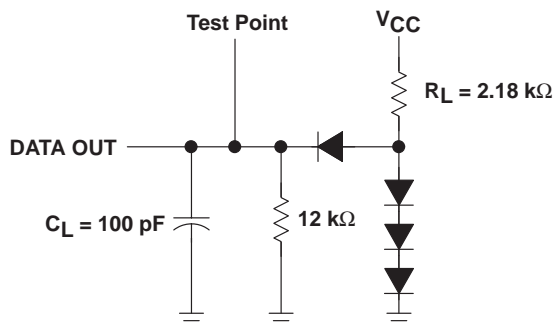 Test Point
VCC
RL = 2.18 kΩ
DATA OUT
CL = 100 pF
12 kΩ